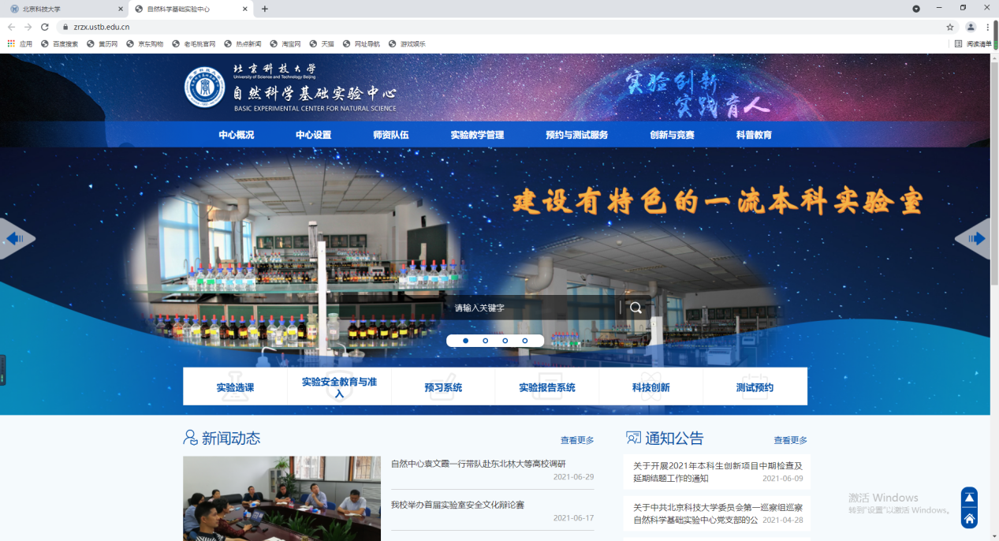 北京科技大学
自然科学基础实验中心
zrzx.ustb.edu.cn
应用 百度搜索 黄历网 京东购物 老毛桃官网 热点新闻 淘宝网 天猫 网址导航 游戏娱乐 阅读清单
北京科技大学
University of Science and Technology Beijing
自然科学基础实验中心
BASIC EXPERIMENTAL CENTER FOR NATURAL SCIENCE
实验创新
实践育人
中心概况 中心设置 师资队伍 实验教学管理 预约与测试服务 创新与竞赛 科普教育
建设有特色的一流本科实验室
请输入关键字
实验选课 实验安全教育与准入 预习系统 实验报告系统 科技创新 测试预约
新闻动态 查看更多
自然中心袁文霞一行带队赴东北林大等高校调研
2021-06-29
我校举办首届实验室安全文化辩论赛
2021-06-17
通知公告 查看更多
关于开展2021年本科生创新项目中期检查及
延期结题工作的通知 2021-06-09
关于中共北京科技大学委员会第一巡察组巡察
自然科学基础实验中心党支部的公 2021-04-28
激活 Windows
转到"设置"以激活 Windows。